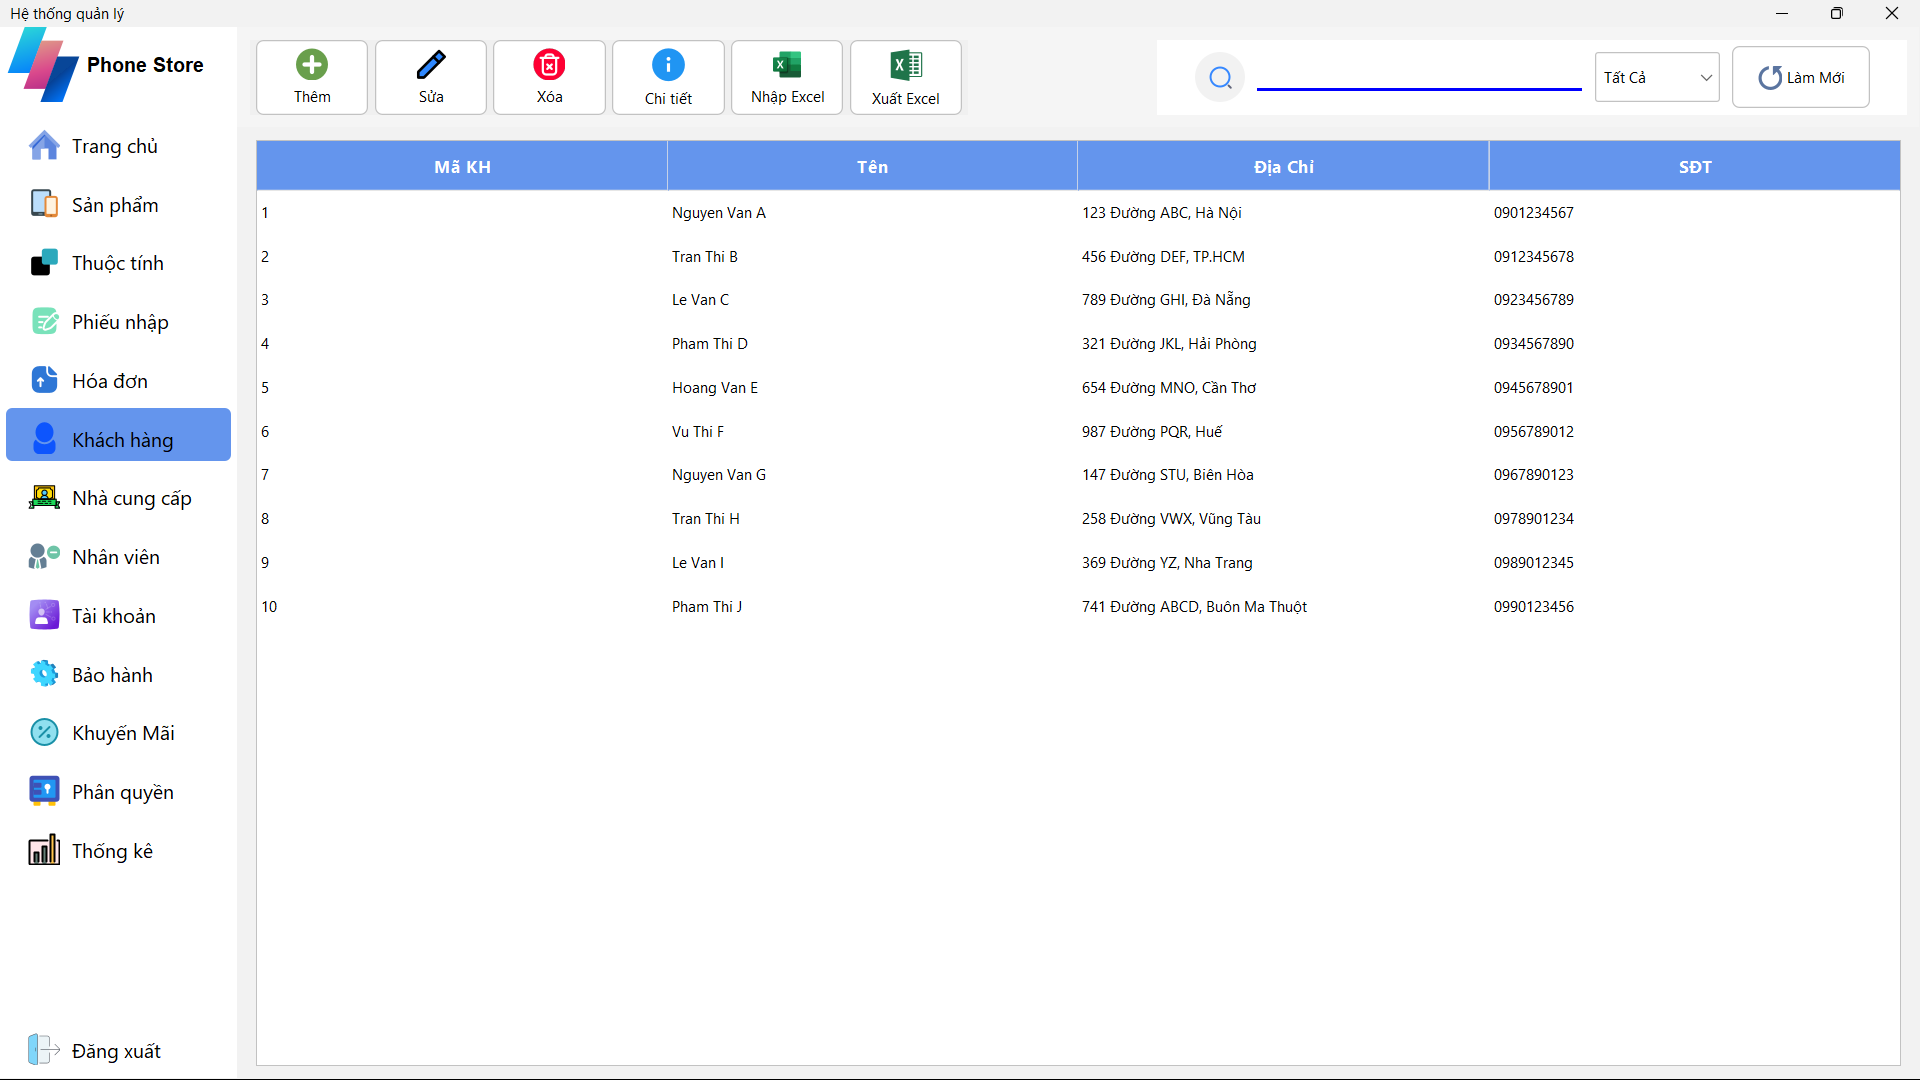 Hệ thống quản lý
Phone Store
Trang chủ
Sản phẩm
Thuộc tính
Phiếu nhập
Hóa đơn
Khách hàng
Nhà cung cấp
Nhân viên
Tài khoản
Bảo hành
Khuyến Mãi
Phân quyền
Thống kê
Đăng xuất
Thêm Sửa Xóa Chi tiết Nhập Excel Xuất Excel
Tất Cả Làm Mới
Mã KH Tên Địa Chỉ SĐT
1 Nguyen Van A 123 Đường ABC, Hà Nội 0901234567
2 Tran Thi B 456 Đường DEF, TP.HCM 0912345678
3 Le Van C 789 Đường GHI, Đà Nẵng 0923456789
4 Pham Thi D 321 Đường JKL, Hải Phòng 0934567890
5 Hoang Van E 654 Đường MNO, Cần Thơ 0945678901
6 Vu Thi F 987 Đường PQR, Huế 0956789012
7 Nguyen Van G 147 Đường STU, Biên Hòa 0967890123
8 Tran Thi H 258 Đường VWX, Vũng Tàu 0978901234
9 Le Van I 369 Đường YZ, Nha Trang 0989012345
10 Pham Thi J 741 Đường ABCD, Buôn Ma Thuột 0990123456